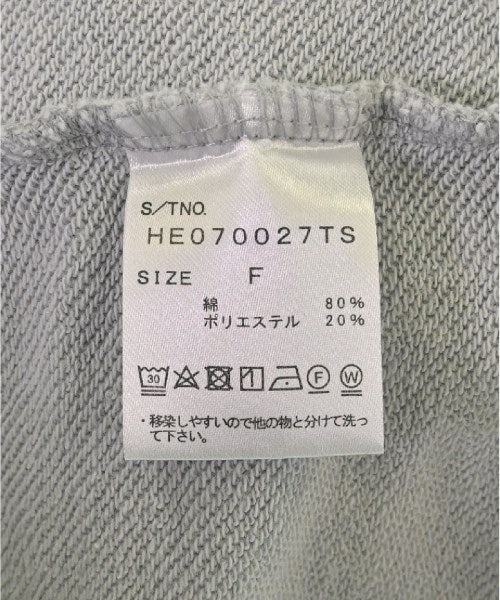 S/TNO.
HE070027TS
SIZE F
綿 80%
ポリエステル 20%
30 F W
・移染しやすいので他の物と分けて洗っ
て下さい。